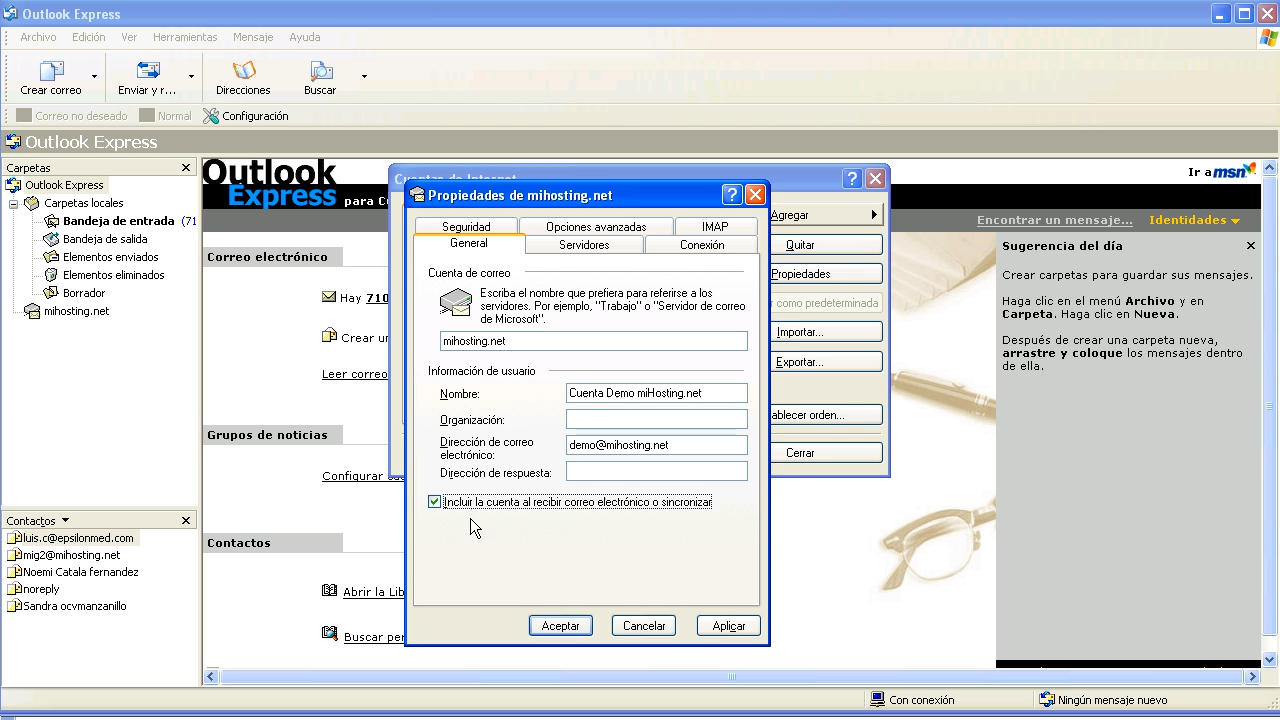 Outlook Express
Archivo Edición Ver Herramientas Mensaje Ayuda
Crear correo Enviar y r... Direcciones Buscar
Correo no deseado Normal Configuración
Outlook Express
Carpetas
Outlook Express
Carpetas locales
Bandeja de entrada (71
Bandeja de salida
Elementos enviados
Elementos eliminados
Borrador
mihosting.net
Contactos
luis.c@epsilonmed.com
mig2@mihosting.net
Noemi Catala fernandez
noreply
Sandra ocvmanzanillo
Outlook
Express para Co
Ir a msn
Encontrar un mensaje... Identidades
Correo electrónico
Hay 710
Crear un
Leer correo
Grupos de noticias
Configurar
Contactos
Abrir la Lib
Buscar per
Cuentas de Internet
Agregar
Quitar
Propiedades
r como predeterminada
Importar...
Exportar...
ablecer orden...
Cerrar
Propiedades de mihosting.net
Seguridad Opciones avanzadas IMAP
General Servidores Conexión
Cuenta de correo
Escriba el nombre que prefiera para referirse a los
servidores. Por ejemplo, "Trabajo" o "Servidor de correo
de Microsoft".
mihosting.net
Información de usuario
Nombre: Cuenta Demo miHosting.net
Organización:
Dirección de correo
electrónico: demo@mihosting.net
Dirección de respuesta:
Incluir la cuenta al recibir correo electrónico o sincronizar
Aceptar Cancelar Aplicar
Sugerencia del día
Crear carpetas para guardar sus mensajes.
Haga clic en el menú Archivo y en
Carpeta. Haga clic en Nueva.
Después de crear una carpeta nueva,
arrastre y coloque los mensajes dentro
de ella.
Con conexión Ningún mensaje nuevo